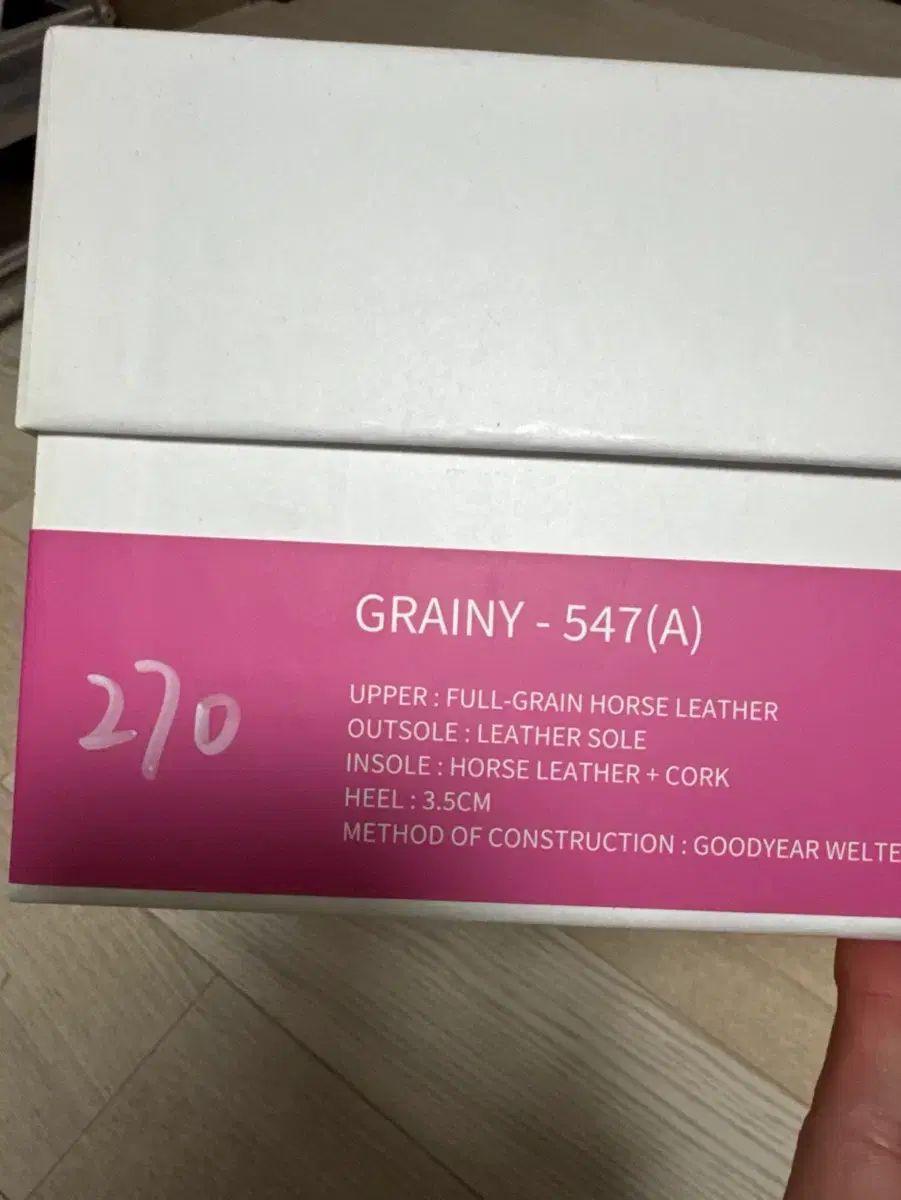 GRAINY - 547(A)
270
UPPER : FULL-GRAIN HORSE LEATHER
OUTSOLE : LEATHER SOLE
INSOLE : HORSE LEATHER + CORK
HEEL : 3.5CM
METHOD OF CONSTRUCTION : GOODYEAR WELTE